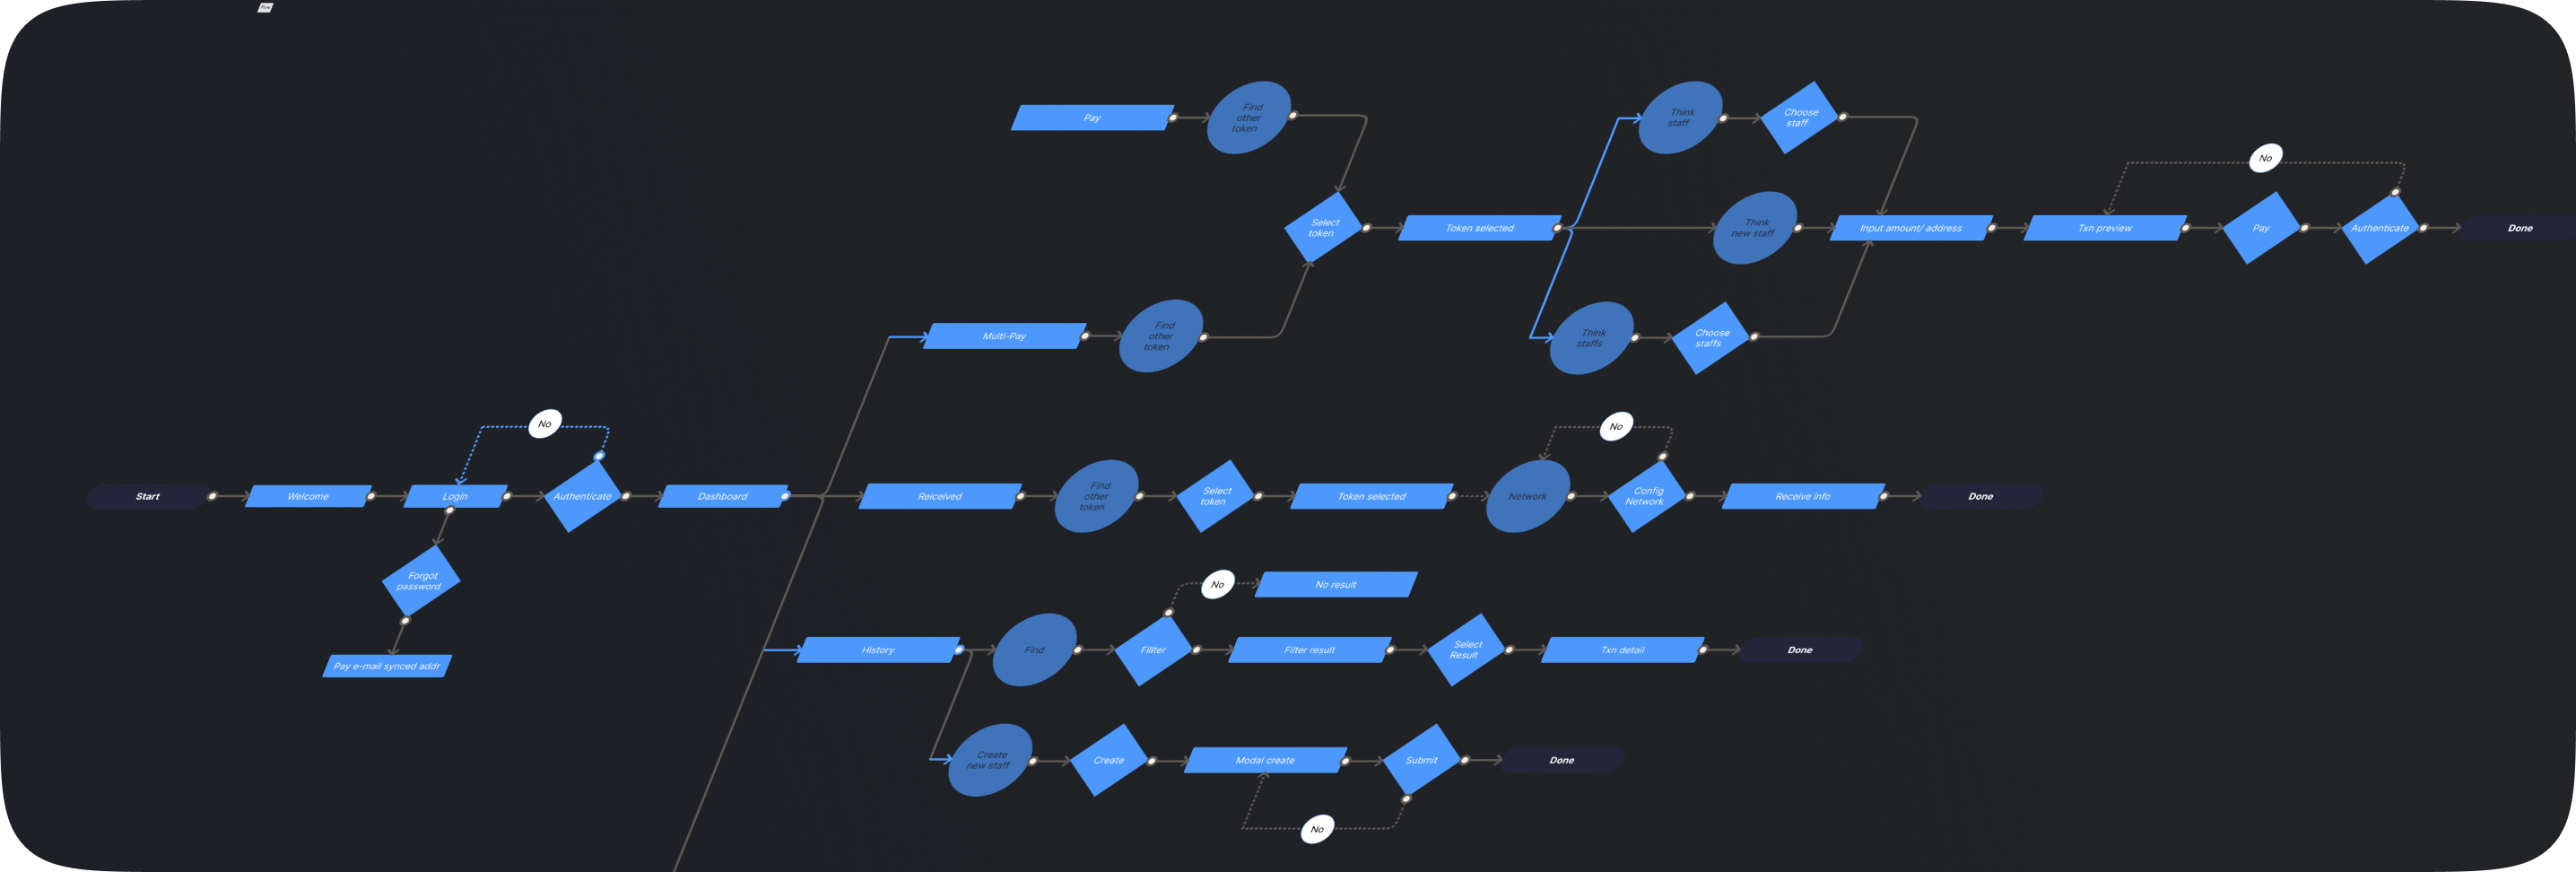 Flow
Pay
Find
other
token
Think
staff
Choose
staff
No
Select
token
Token selected
Think
new staff
Input amount/ address
Txn preview
Pay
Authenticate
Done
Multi-Pay
Find
other
token
Think
staffs
Choose
staffs
No
No
Start
Welcome
Login
Authenticate
Dashboard
Reiceived
Find
other
token
Select
token
Token selected
Network
Config
Network
Receive info
Done
Forgot
password
No
No result
Pay e-mail synced addr
History
Find
Fillter
Filter result
Select
Result
Txn detail
Done
Create
new staff
Create
Modal create
Submit
Done
No